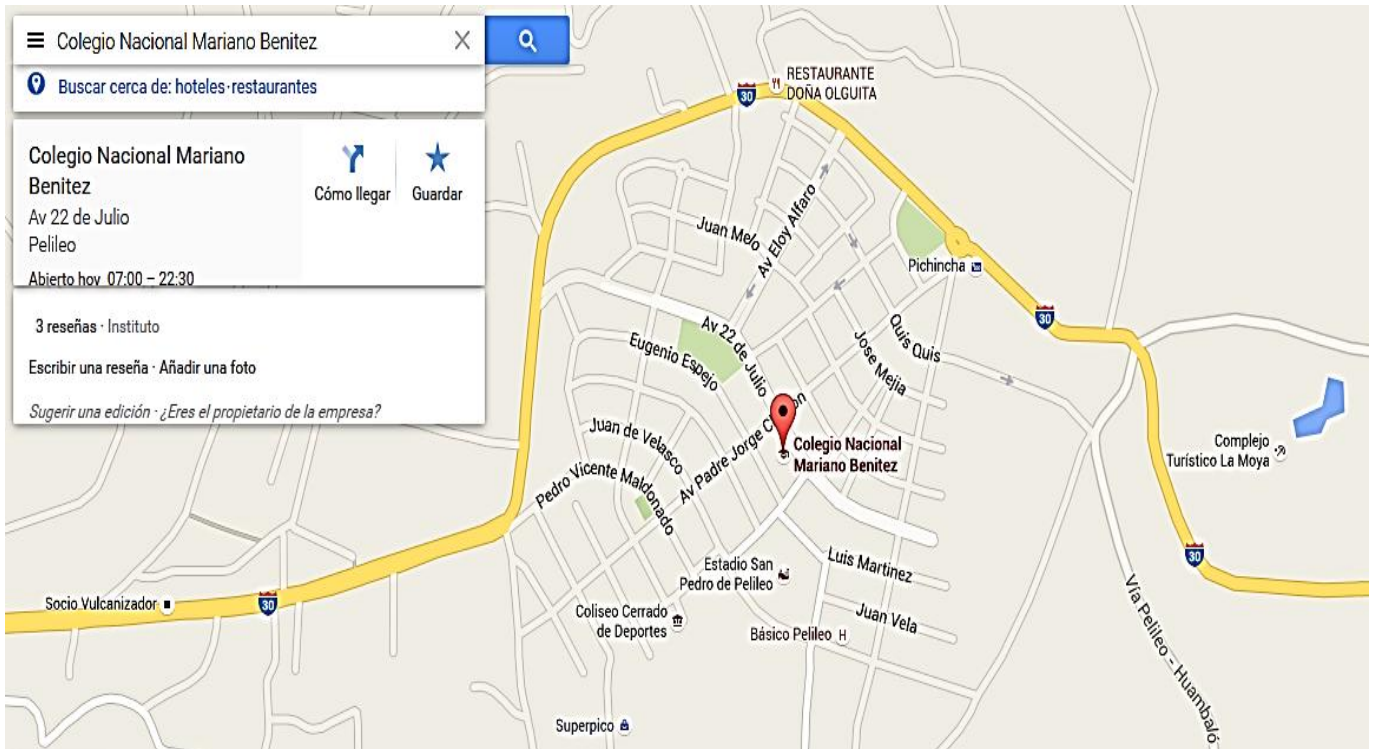 Colegio Nacional Mariano Benitez
Buscar cerca de: hoteles·restaurantes
Colegio Nacional Mariano
Benitez
Av 22 de Julio
Pelileo
Abierto hoy 07:00 – 22:30
Cómo llegar
Guardar
3 reseñas · Instituto
Escribir una reseña · Añadir una foto
Sugerir una edición · ¿Eres el propietario de la empresa?
RESTAURANTE
DOÑA OLGUITA
30
Juan Melo
Av Eloy Alfaro
Pichincha
30
Av 22 de Julio
Eugenio Espejo
Quis Quis
Jose Mejia
Juan de Velasco
Av Padre Jorge
Colegio Nacional
Mariano Benitez
Complejo
Turístico La Moya
Pedro Vicente Maldonado
Estadio San
Pedro de Pelileo
Luis Martinez
30
Socio Vulcanizador
30
Coliseo Cerrado
de Deportes
Básico Pelileo H
Juan Vela
Vía Pelileo - Huambaló
Superpico